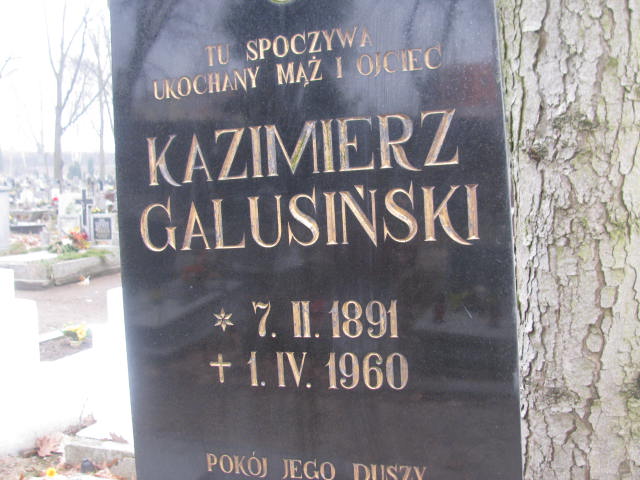 TU SPOCZYWA
UKOCHANY MĄŻ I OJCIEC
KAZIMIERZ
GALUSIŃSKI
* 7. II. 1891
+ 1. IV. 1960
POKÓJ JEGO DUSZY